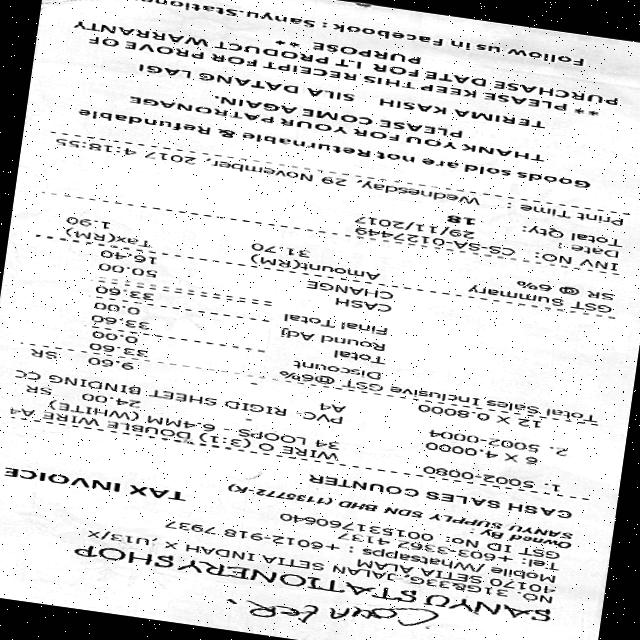 Counter.
SANYU STATIONERY SHOP
NO. 31G&33G, JALAN SETIA INDAH X ,U13/X
40170 SETIA ALAM
Mobile /Whatsapps : +6012-918 7937
Tel: +603-3362 4137
GST ID No: 001531760640
Owned By :
SANYU SUPPLY SDN BHD (1135772-K)
TAX INVOICE
CASH SALES COUNTER
1. 5002-0080 WIRE O (3:1) DOUBLE WIRE A4
34 LOOPS - 6.4MM (WHITE)
6 X 4.0000 24.00 SR
2. 5002-0004 PVC. RIGID SHEET BINDING CC
A4
12 X 0.8000 9.60 SR
Total Sales Inclusive GST @6% 33.60
Discount 0.00
Total 33.60
Round Adj 0.00
Final Total 33.60
CASH 50.00
CHANGE 16.40
GST Summary Amount(RM) Tax(RM)
SR @ 6% 31.70 1.90
INV NO: CS-SA-0127449
Date : 29/11/2017
Total Qty: 18
Print Time : Wednesday, 29 November, 2017 4:18:55
Goods sold are not Returnable & Refundable
THANK YOU FOR YOUR PATRONAGE
PLEASE COME AGAIN.
TERIMA KASIH SILA DATANG LAGI
** PLEASE KEEP THIS RECEIPT FOR PROVE OF
PURCHASE DATE FOR I.T PRODUCT WARRANTY
PURPOSE **
Follow us in facebook : Sanyu.Station